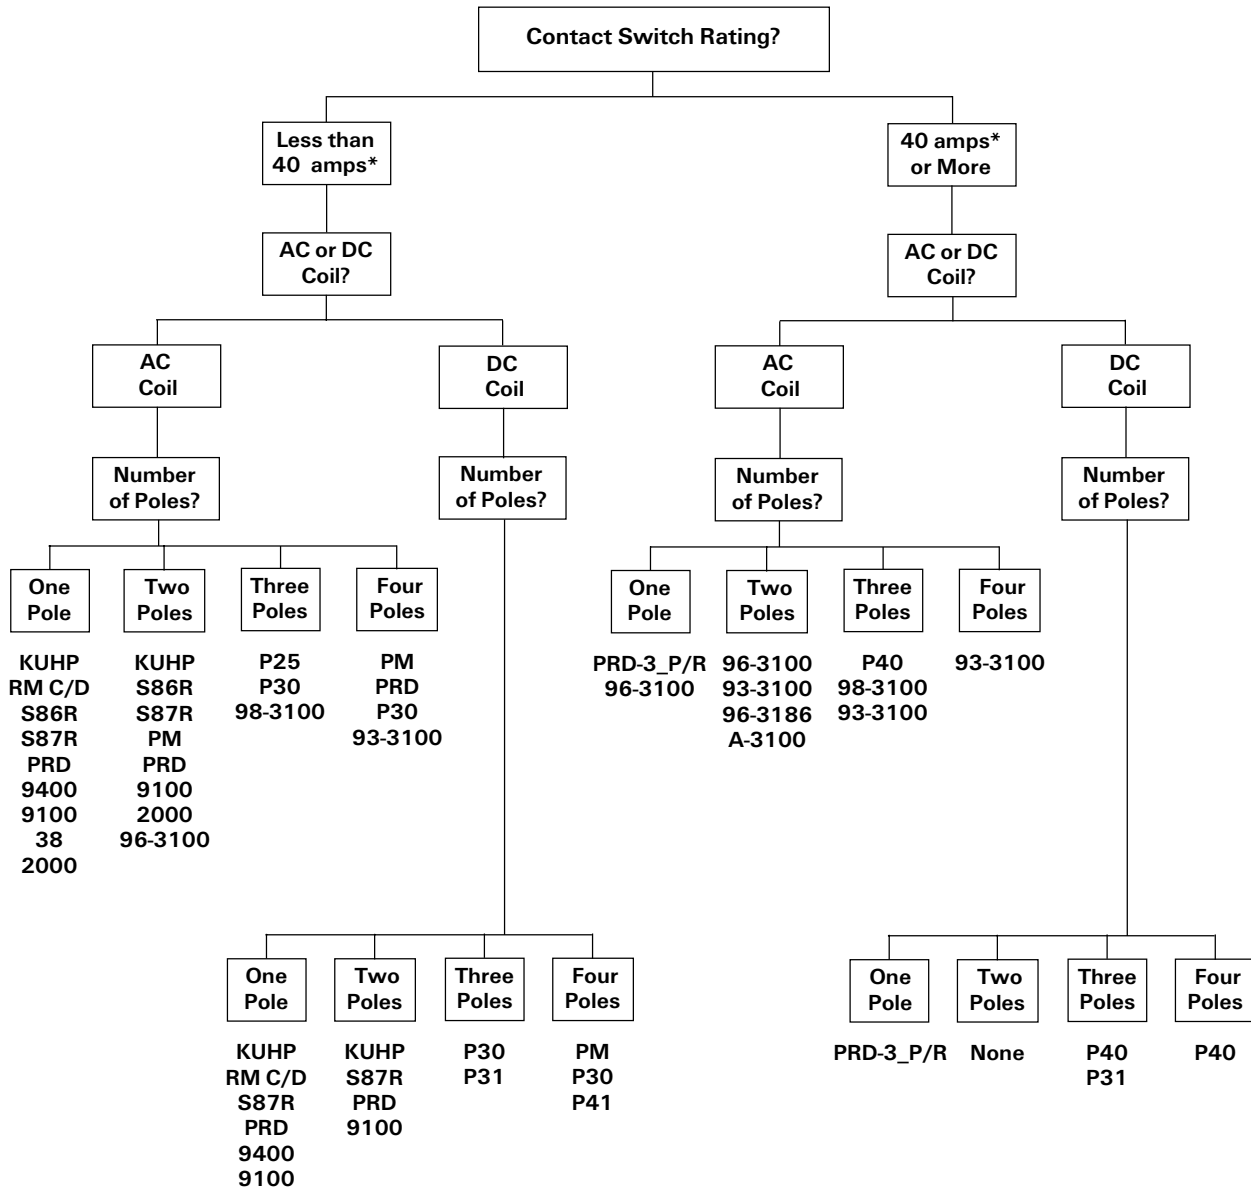 Contact Switch Rating?
Less than
40 amps*
40 amps*
or More
AC or DC
Coil?
AC or DC
Coil?
AC
Coil
DC
Coil
AC
Coil
DC
Coil
Number
of Poles?
Number
of Poles?
Number
of Poles?
Number
of Poles?
One
Pole
Two
Poles
Three
Poles
Four
Poles
One
Pole
Two
Poles
Three
Poles
Four
Poles
KUHP
RM C/D
S86R
S87R
PRD
9400
9100
38
2000
KUHP
S86R
S87R
PM
PRD
9100
2000
96-3100
P25
P30
98-3100
PM
PRD
P30
93-3100
PRD-3_P/R
96-3100
96-3100
93-3100
96-3186
A-3100
P40
98-3100
93-3100
93-3100
One
Pole
Two
Poles
Three
Poles
Four
Poles
One
Pole
Two
Poles
Three
Poles
Four
Poles
KUHP
RM C/D
S87R
PRD
9400
9100
KUHP
S87R
PRD
9100
P30
P31
PM
P30
P41
PRD-3_P/R
None
P40
P31
P40